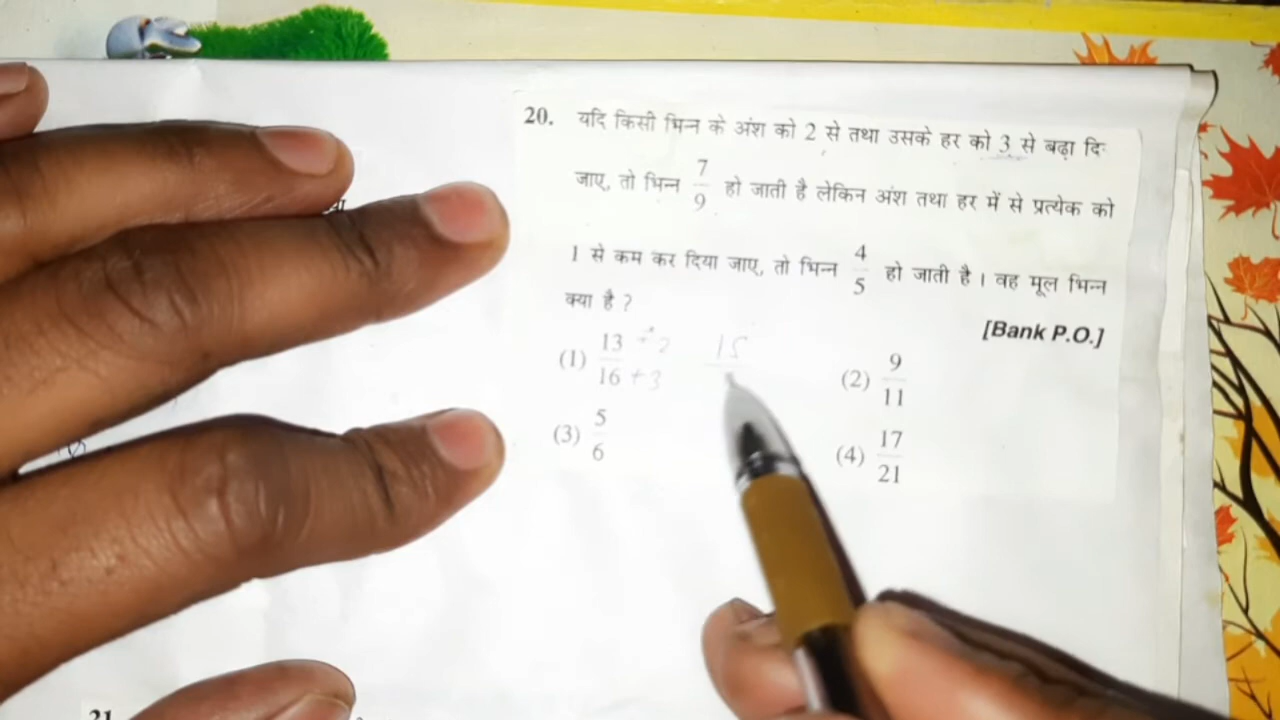 20. यदि किसी भिन्न के अंश को 2 से तथा उसके हर को 3 से बढ़ा दि
जाए, तो भिन्न 7/9 हो जाती है लेकिन अंश तथा हर में से प्रत्येक को
1 से कम कर दिया जाए, तो भिन्न 4/5 हो जाती है। वह मूल भिन्न
क्या है ?
[Bank P.O.]
(1) 13/16 +2 +3 15
(2) 9/11
(3) 5/6
(4) 17/21
21